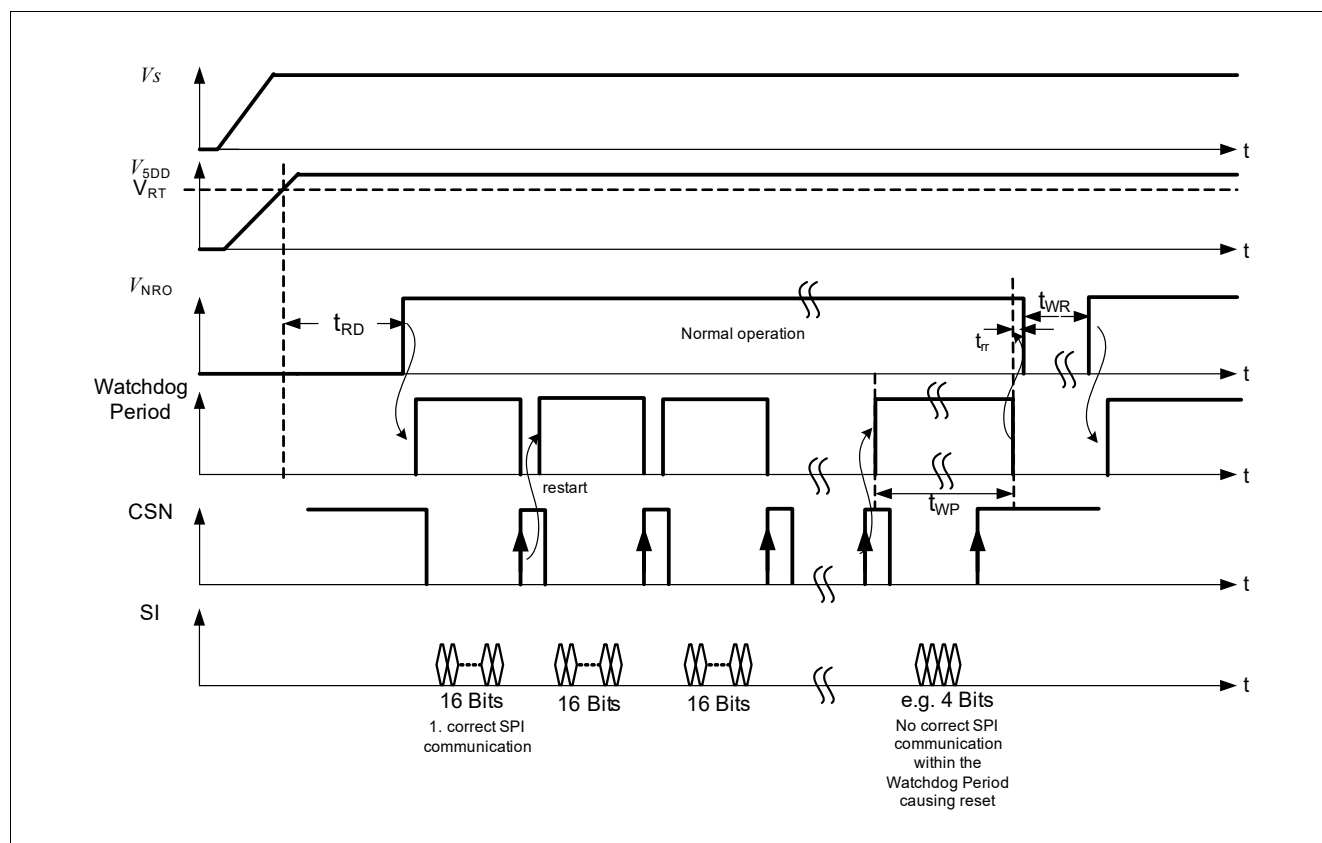 Vs
t
V5DD
VRT
t
VNRO
tRD
Normal operation
tWR
trr
t
Watchdog
Period
restart
tWP
t
CSN
t
SI
t
16 Bits
16 Bits
16 Bits
e.g. 4 Bits
1. correct SPI
communication
No correct SPI
communication
within the
Watchdog Period
causing reset